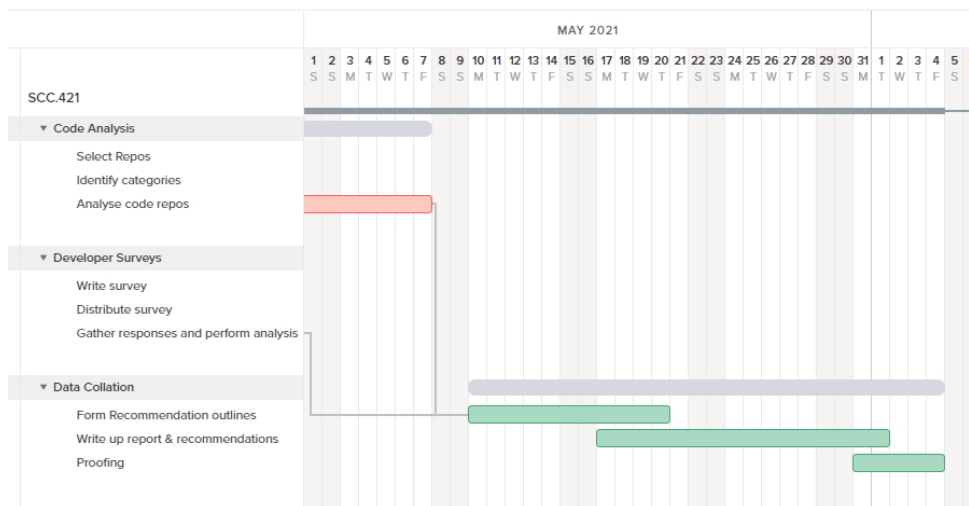 MAY 2021
1 2 3 4 5 6 7 8 9 10 11 12 13 14 15 16 17 18 19 20 21 22 23 24 25 26 27 28 29 30 31 1 2 3 4 5
S S M T W T F S S M T W T F S S M T W T F S S M T W T F S S M T W T F S
SCC.421
Code Analysis
Select Repos
Identify categories
Analyse code repos
Developer Surveys
Write survey
Distribute survey
Gather responses and perform analysis
Data Collation
Form Recommendation outlines
Write up report & recommendations
Proofing